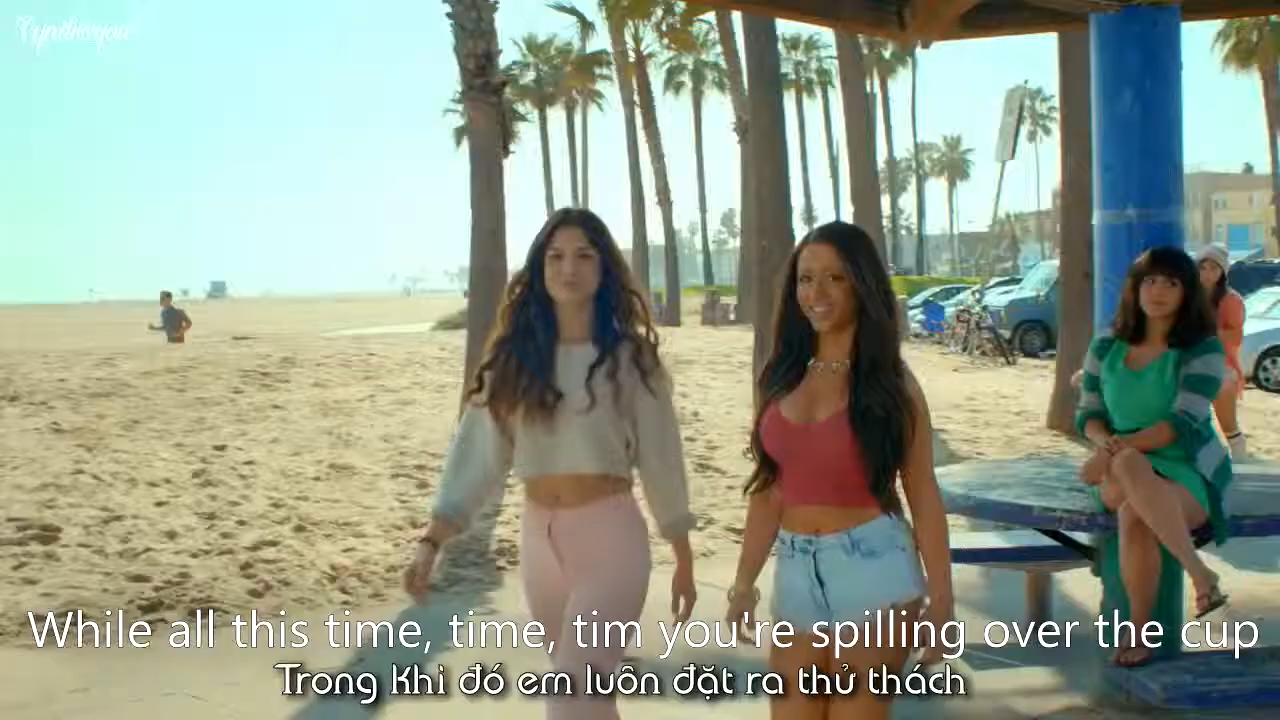 While all this time, time, tim you're spilling over the cup
Trong Khi đó em luôn đặt ra thử thách